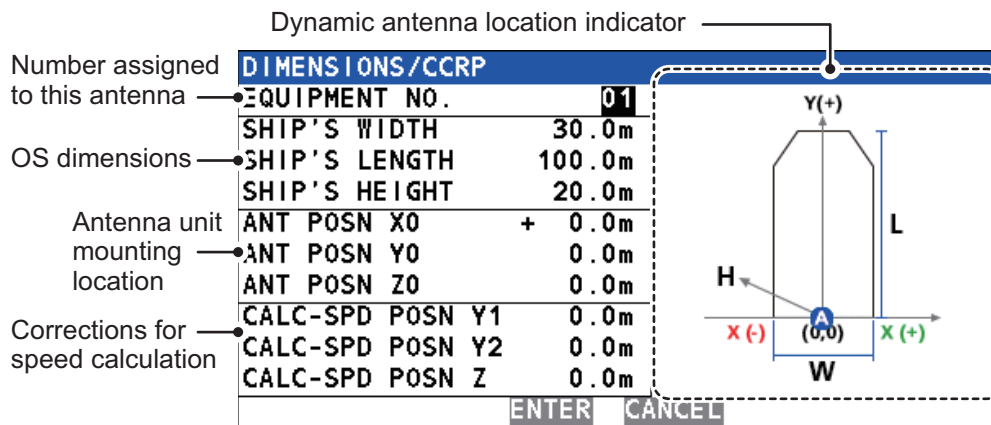 Dynamic antenna location indicator
Number assigned
to this antenna
DIMENSIONS/CCRP
EQUIPMENT NO. 01
SHIP'S WIDTH 30.0m
OS dimensions
SHIP'S LENGTH 100.0m
SHIP'S HEIGHT 20.0m
Antenna unit
mounting
location
ANT POSN X0 + 0.0m
ANT POSN Y0 0.0m
ANT POSN Z0 0.0m
Corrections for
speed calculation
CALC-SPD POSN Y1 0.0m
CALC-SPD POSN Y2 0.0m
CALC-SPD POSN Z 0.0m
Y(+)
L
H
A
X (-) (0,0) X (+)
W
ENTER CANCEL